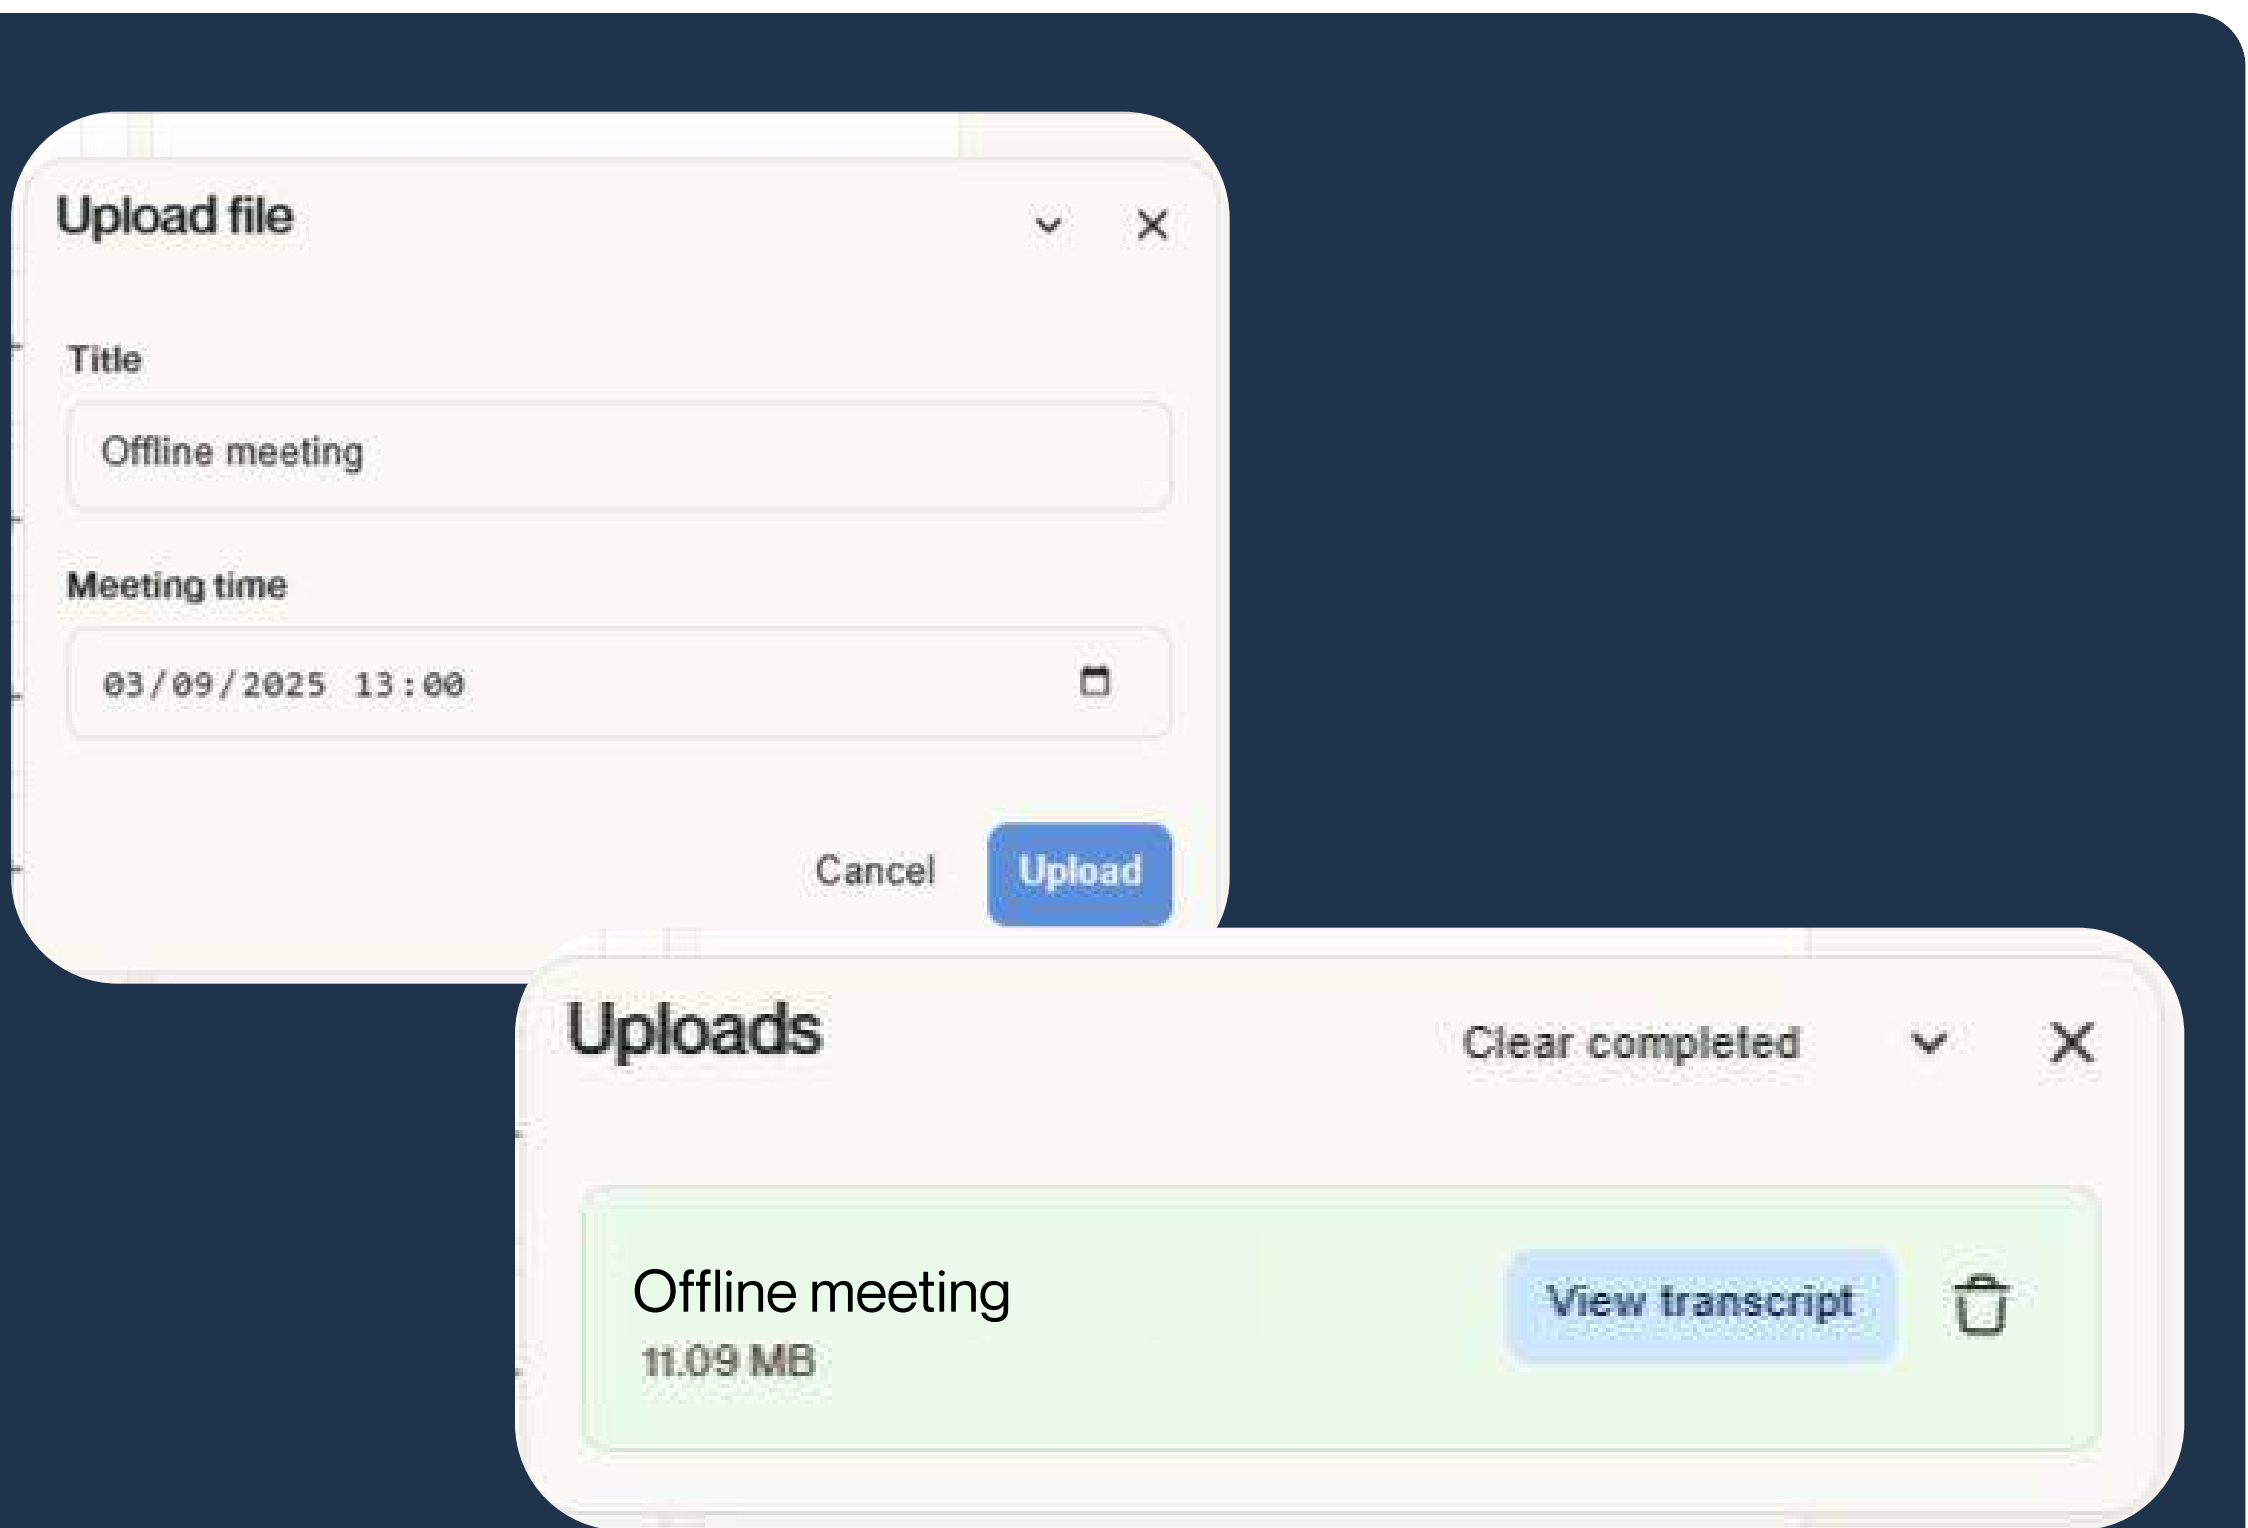 Upload file
Title
Offline meeting
Meeting time
03/09/2025 13:00
Cancel
Upload
Uploads
Clear completed
Offline meeting
View transcript
11.09 MB